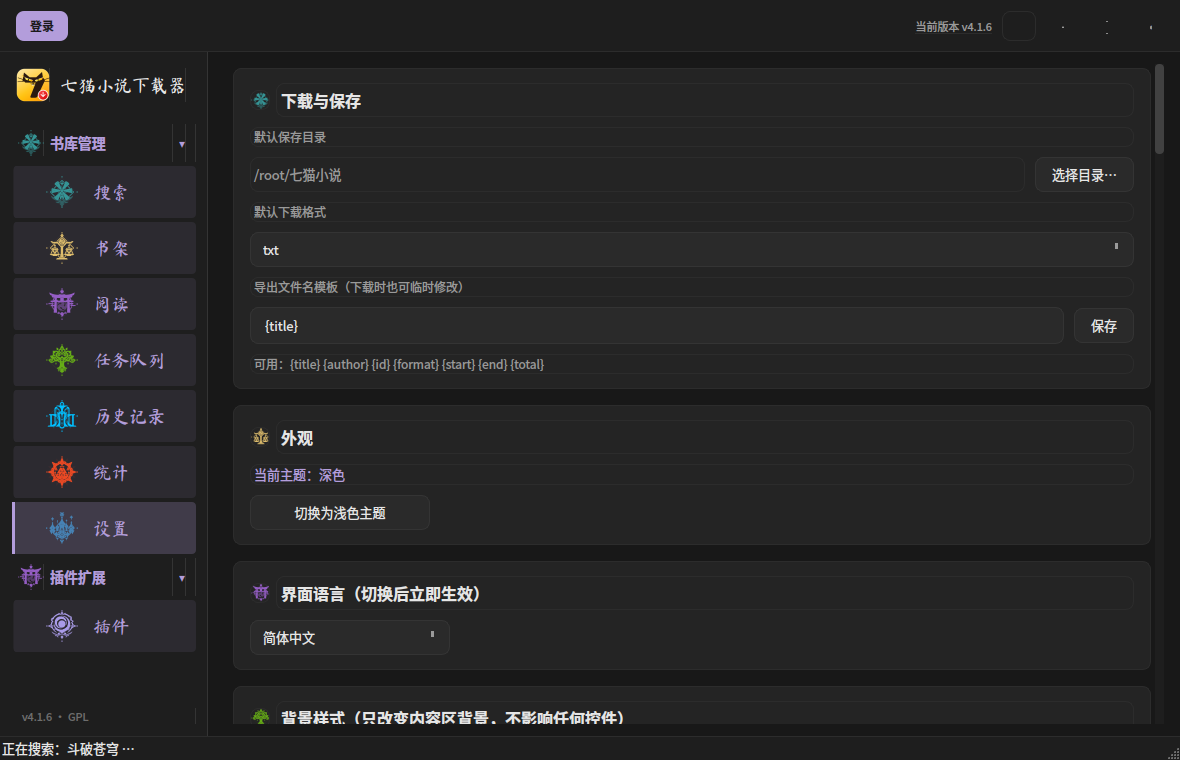 登录
当前版本 v4.1.6
七猫小说下载器
书库管理
搜索
书架
阅读
任务队列
历史记录
统计
设置
插件扩展
插件
v4.1.6 • GPL
下载与保存
默认保存目录
/root/七猫小说
选择目录…
默认下载格式
txt
导出文件名模板（下载时也可临时修改）
{title}
保存
可用：{title} {author} {id} {format} {start} {end} {total}
外观
当前主题：深色
切换为浅色主题
界面语言（切换后立即生效）
简体中文
背景样式（只改变内容区背景，不影响任何控件）
正在搜索：斗破苍穹 …